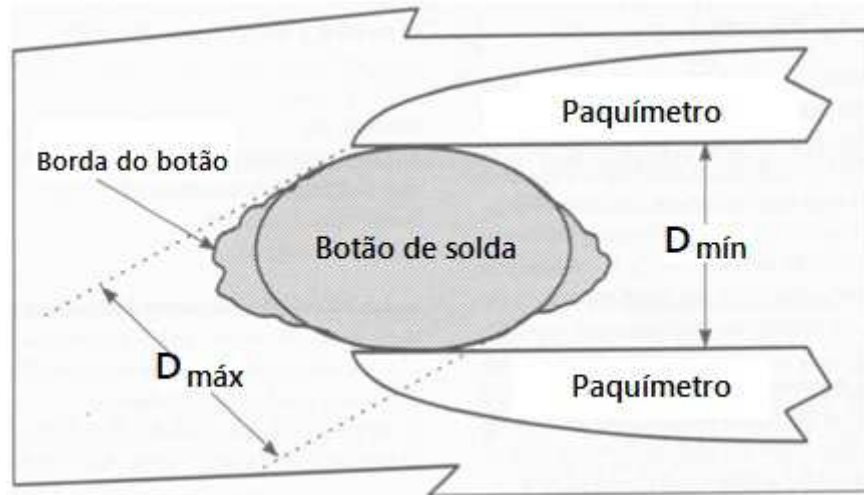 Paquímetro
Borda do botão
Botão de solda
D mín
D máx
Paquímetro